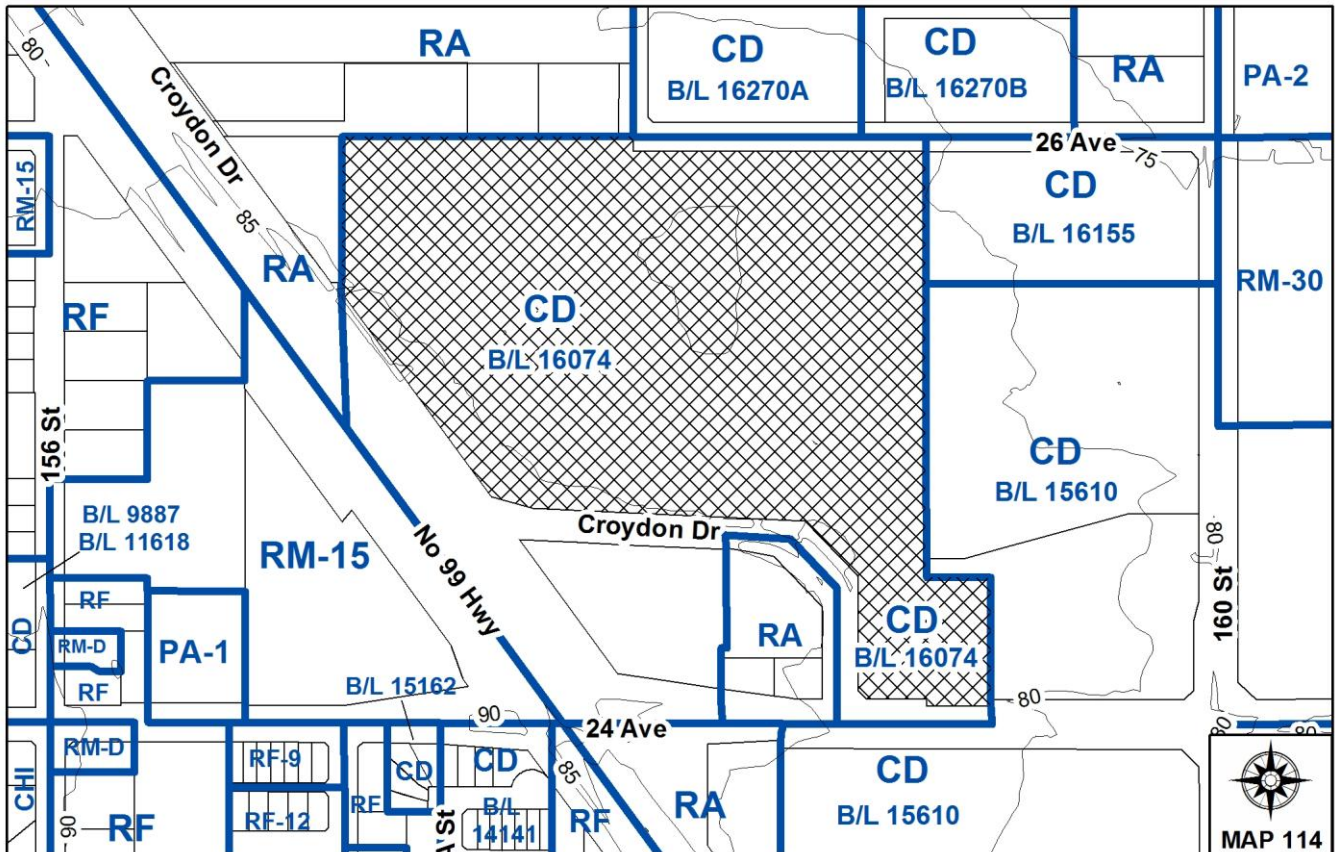 RA
CD
B/L 16270A
CD
B/L 16270B
RA
PA-2
80
Croydon Dr
26 Ave
75
RM-15
CD
B/L 16155
85
RA
RM-30
RF
CD
B/L 16074
156 St
CD
B/L 15610
B/L 9887
B/L 11618
RM-15
No 99 Hwy
Croydon Dr
80
160 St
RF
CD
RM-D
PA-1
RA
CD
B/L 16074
RF
B/L 15162
90
24 Ave
80
80
80
RM-D
RF-9
CD
CD
85
CD
B/L 15610
CHI
90
RF
RF-12
RF
St
B/L
14141
RF
RA
MAP 114